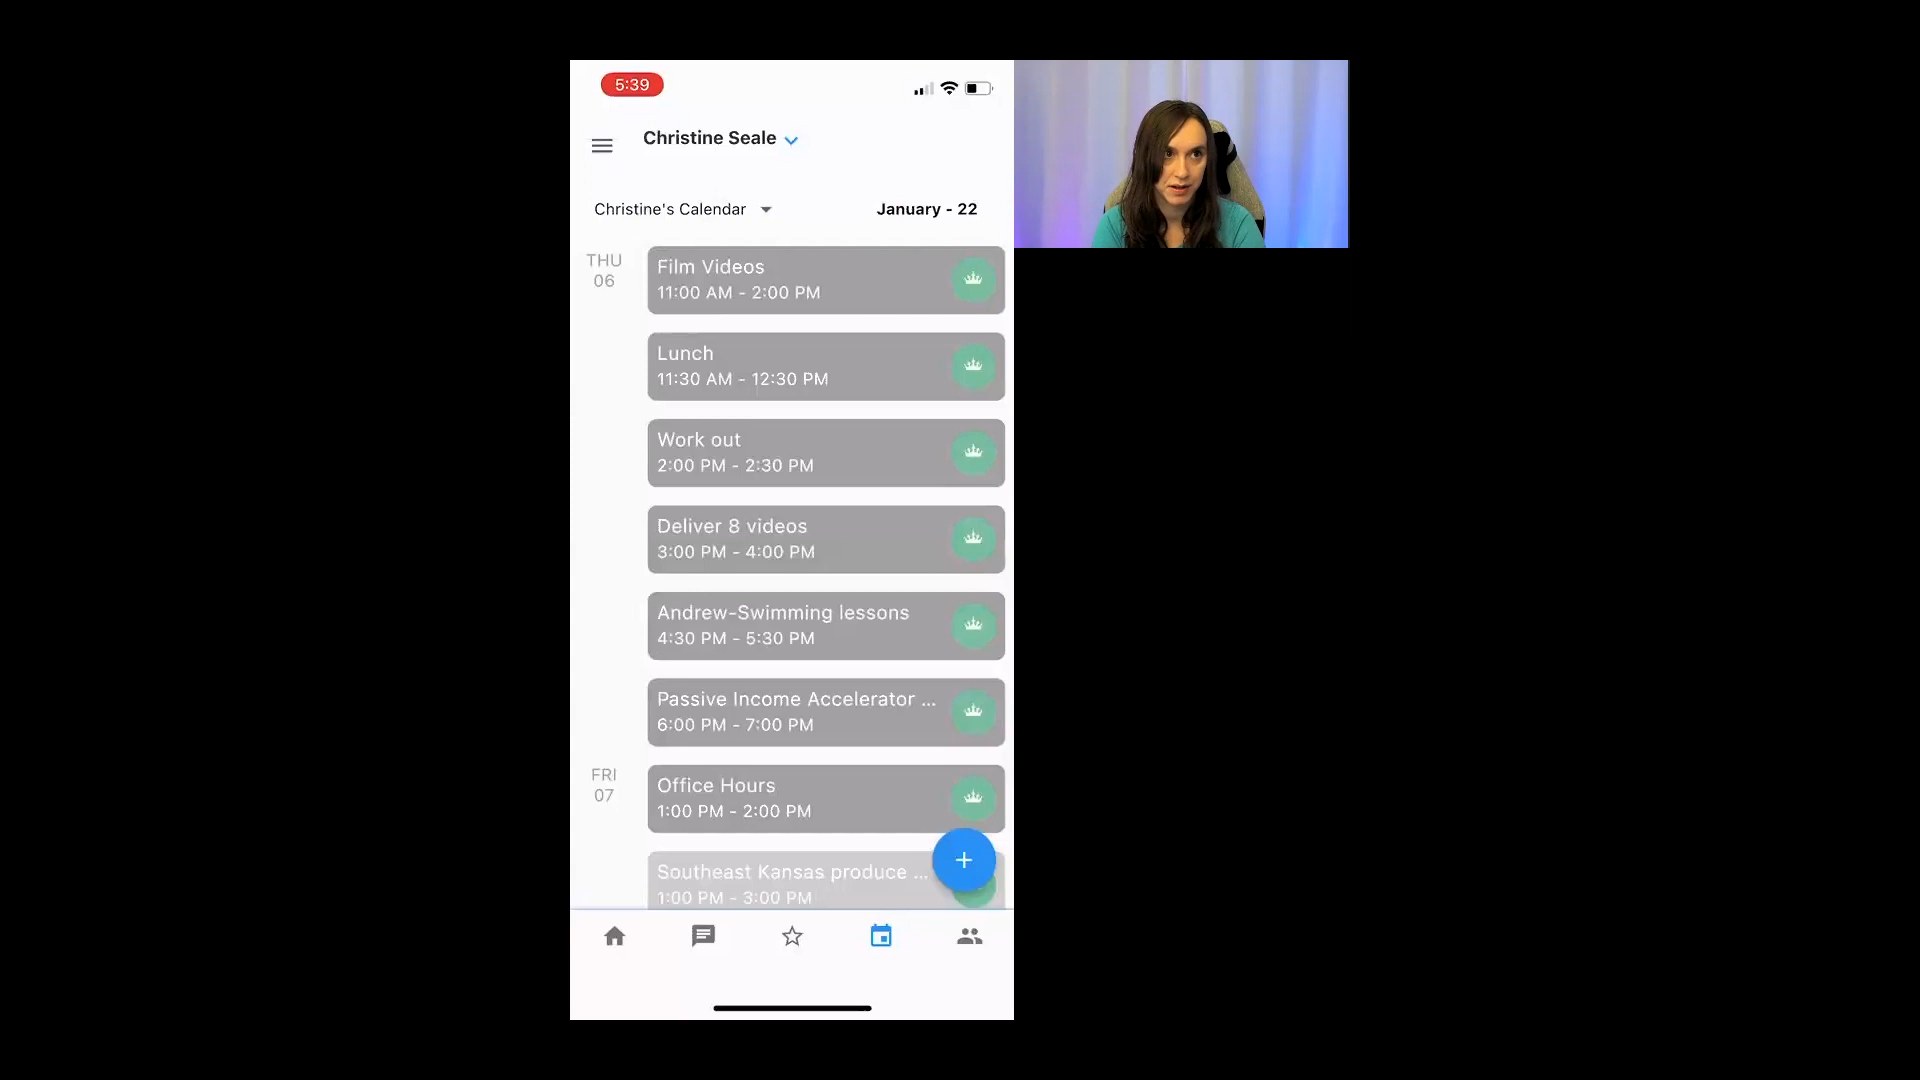 5:39
Christine Seale
Christine's Calendar
January - 22
THU
06
Film Videos
11:00 AM - 2:00 PM
Lunch
11:30 AM - 12:30 PM
Work out
2:00 PM - 2:30 PM
Deliver 8 videos
3:00 PM - 4:00 PM
Andrew-Swimming lessons
4:30 PM - 5:30 PM
Passive Income Accelerator ...
6:00 PM - 7:00 PM
FRI
07
Office Hours
1:00 PM - 2:00 PM
Southeast Kansas produce ...
1:00 PM - 3:00 PM